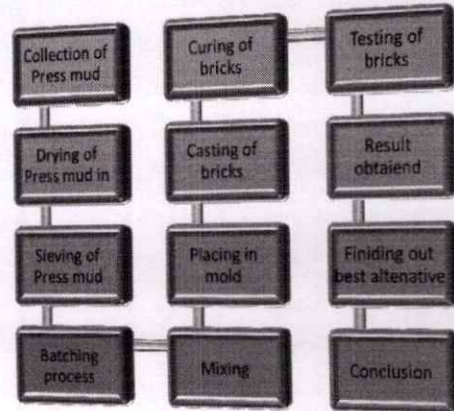 Collection of
Press mud
Drying of
Press mud in
Sieving of
Press mud
Batching
process
Mixing
Placing in
mold
Casting of
bricks
Curing of
bricks
Testing of
bricks
Result
obtaiend
Finiding out
best altenative
Conclusion